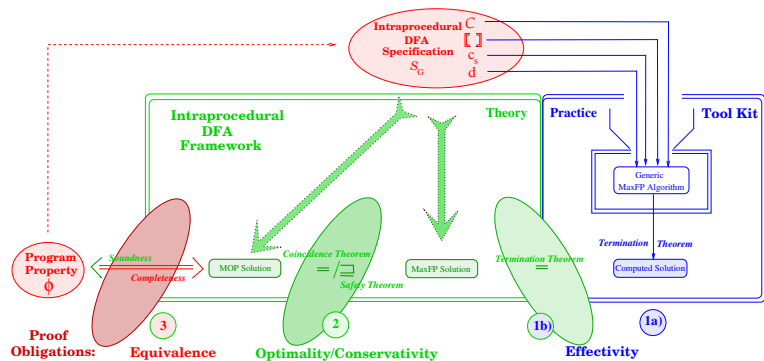 Intraprocedural
DFA
Specification
S_G
C
⟦ ⟧
c_s
d
Intraprocedural
DFA
Framework
Theory
Practice
Tool Kit
Generic
MaxFP Algorithm
Termination Theorem
Computed Solution
Program
Property
ϕ
Soundness
Completeness
MOP Solution
Coincidence Theorem
= / ⊒
Safety Theorem
MaxFP Solution
Termination Theorem
=
3
2
1b)
1a)
Proof
Obligations:
Equivalence
Optimality/Conservativity
Effectivity